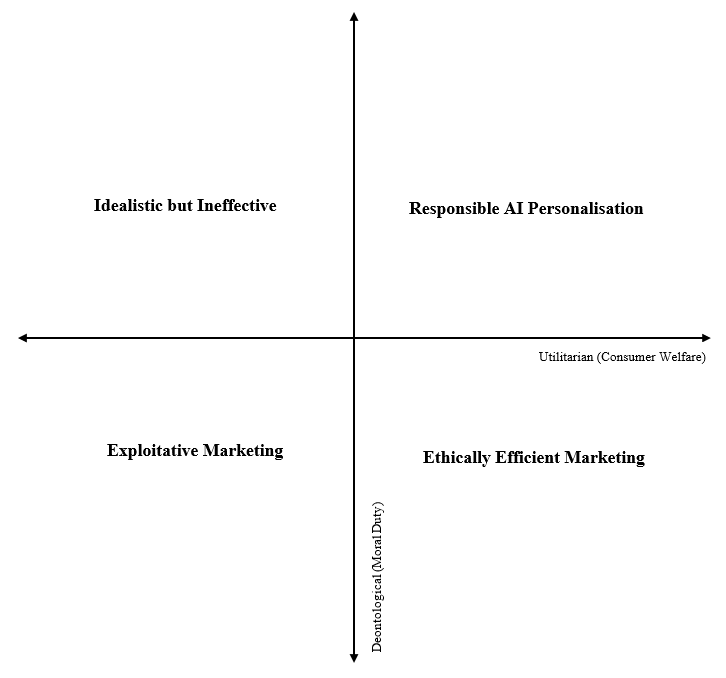 Idealistic but Ineffective
Responsible AI Personalisation
Utilitarian (Consumer Welfare)
Exploitative Marketing
Ethically Efficient Marketing
Deontological (Moral Duty)